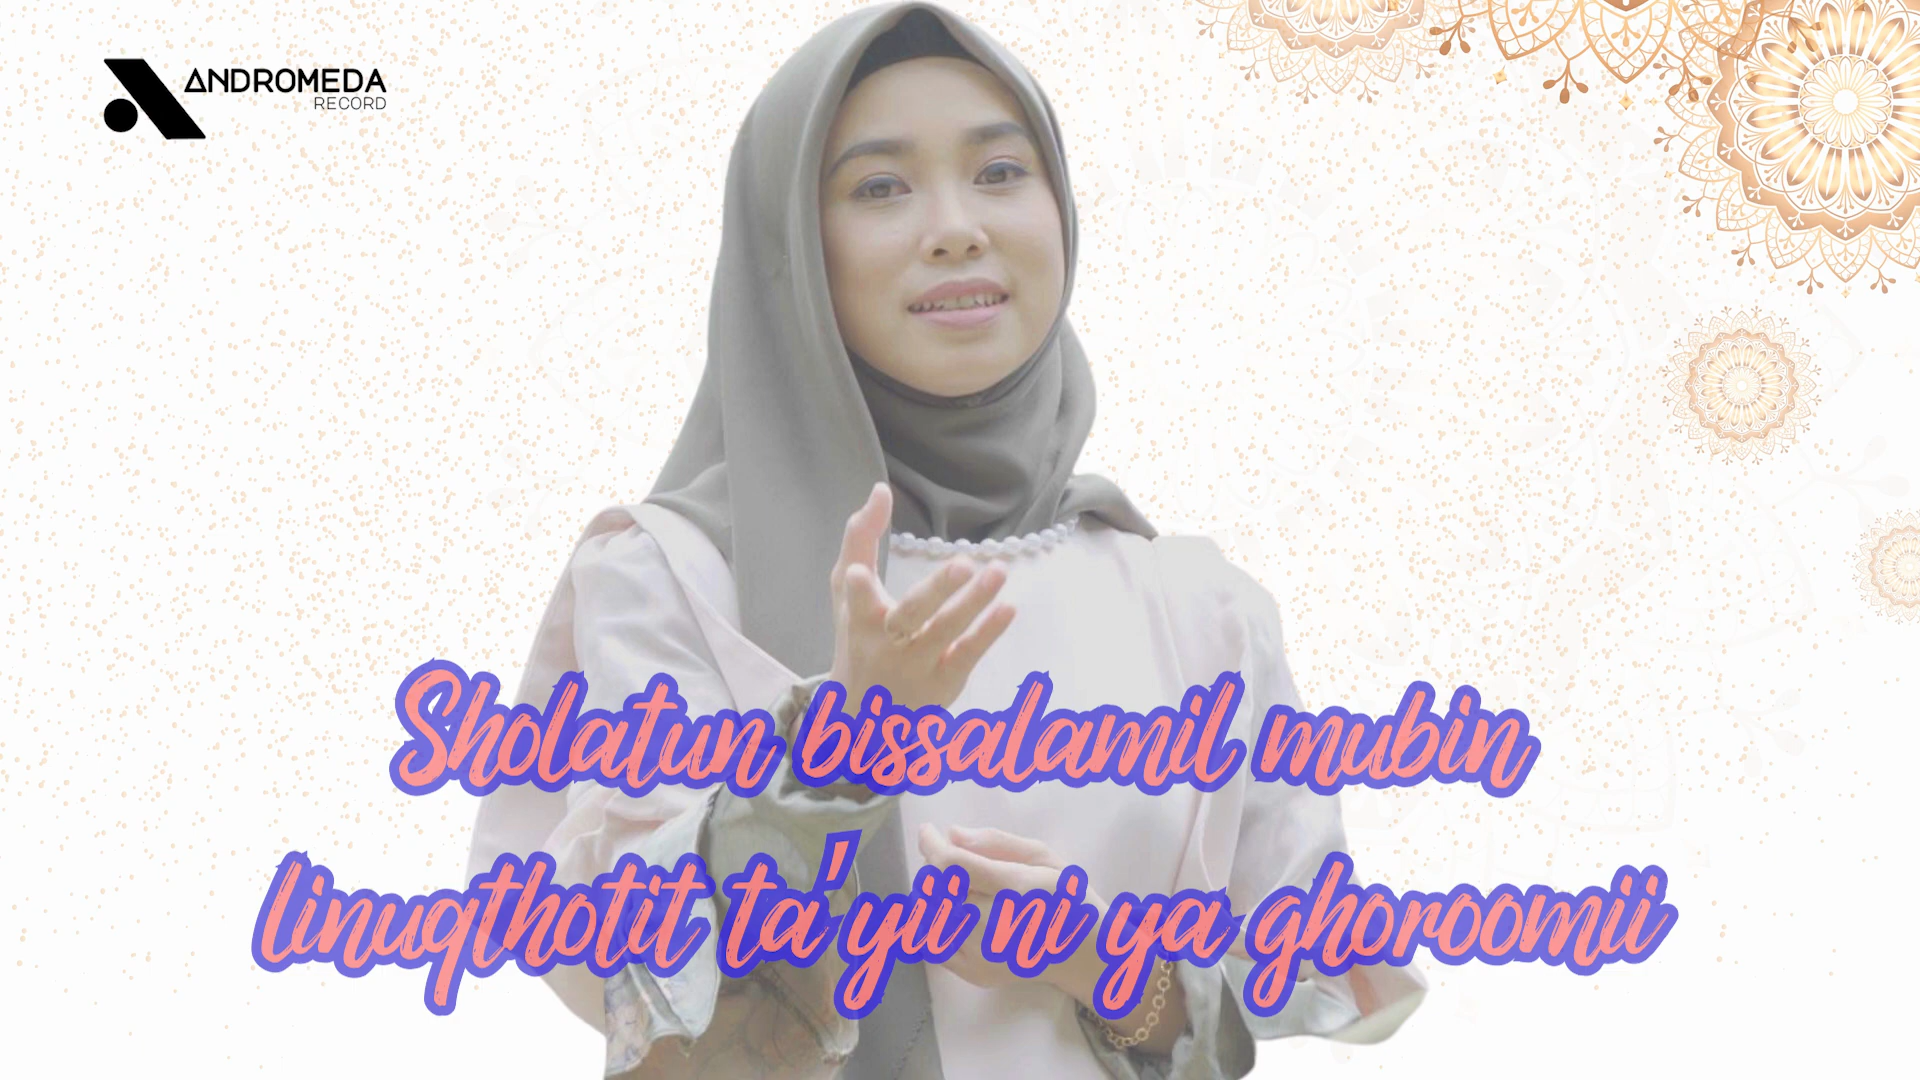 ANDROMEDA
RECORD
Sholatun bissalamil mubin
linuqthotit ta'yii ni ya ghoroomii